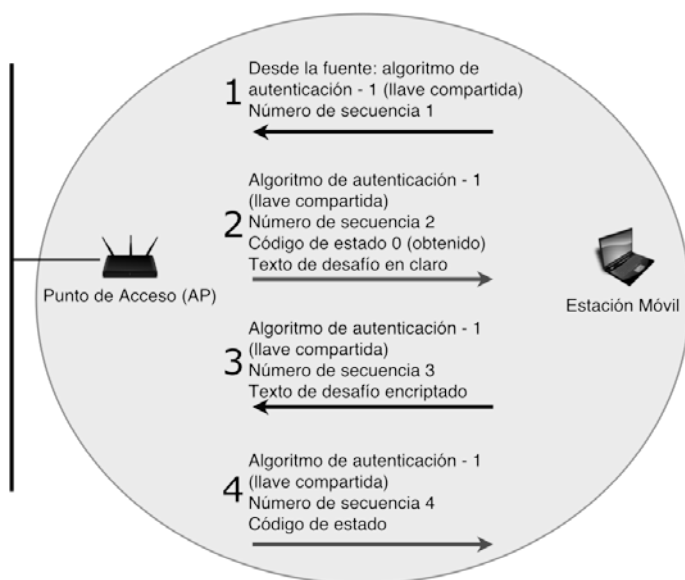 1
Desde la fuente: algoritmo de
autenticación - 1 (llave compartida)
Número de secuencia 1
2
Algoritmo de autenticación - 1
(llave compartida)
Número de secuencia 2
Código de estado 0 (obtenido)
Texto de desafío en claro
Punto de Acceso (AP)
Estación Móvil
3
Algoritmo de autenticación - 1
(llave compartida)
Número de secuencia 3
Texto de desafío encriptado
4
Algoritmo de autenticación - 1
(llave compartida)
Número de secuencia 4
Código de estado